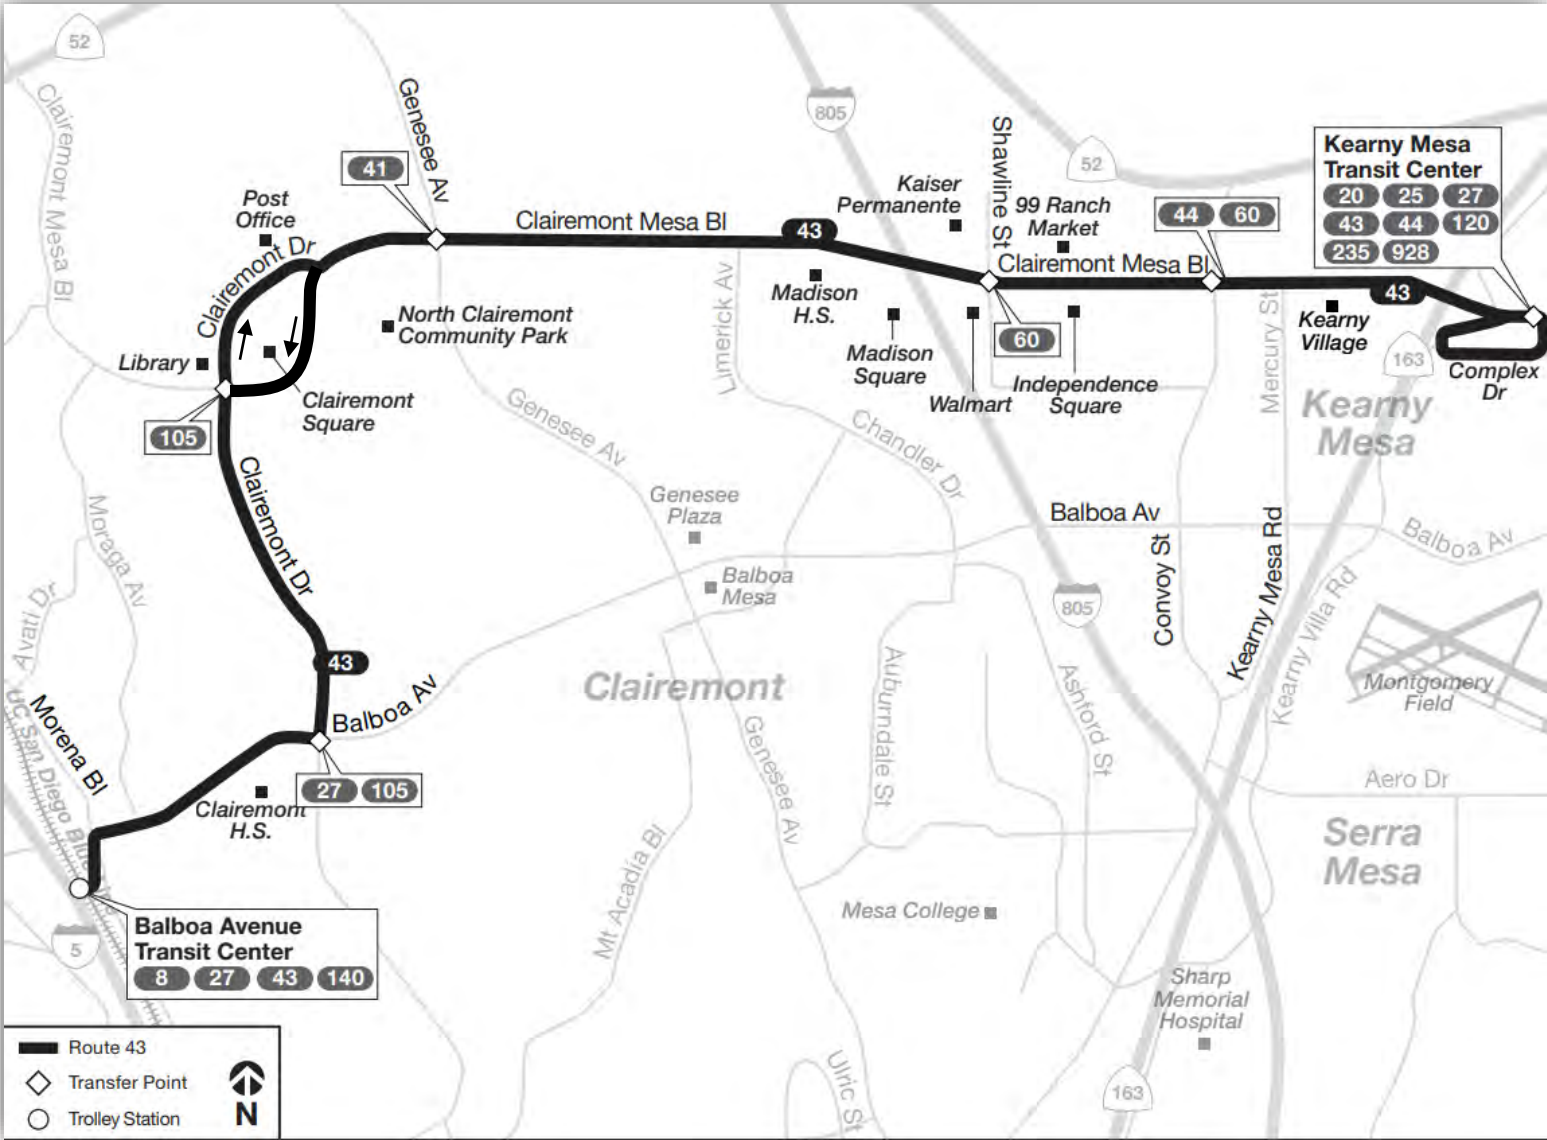 52
Clairemont Mesa Bl
Genesee Av
805
41
Post
Office
Clairemont Dr
Clairemont Mesa Bl
43
Kaiser
Permanente
Shawline St
52
99 Ranch
Market
44 60
Kearny Mesa
Transit Center
20 25 27
43 44 120
235 928
Clairemont Mesa Bl
43
Madison
H.S.
Limerick Av
North Clairemont
Community Park
Library
Clairemont
Square
105
Madison
Square
Walmart
60
Independence
Square
Mercury St
Kearny
Village
163
Complex
Dr
Kearny
Mesa
Genesee Av
Chandler Dr
Clairemont Dr
Moraga Av
Genesee
Plaza
Balboa Av
Balboa Av
Convoy St
Kearny Mesa Rd
Kearny Villa Rd
Balboa
Mesa
805
Avati Dr
43
Balboa Av
Clairemont
Auburndale St
Ashford St
Montgomery
Field
Morena Bl
UC San Diego Blue
27 105
Clairemont
H.S.
Genesee Av
Aero Dr
Serra
Mesa
Mt Acadia Bl
Mesa College
5
Balboa Avenue
Transit Center
8 27 43 140
Sharp
Memorial
Hospital
Ulric St
163
Route 43
Transfer Point
Trolley Station
N